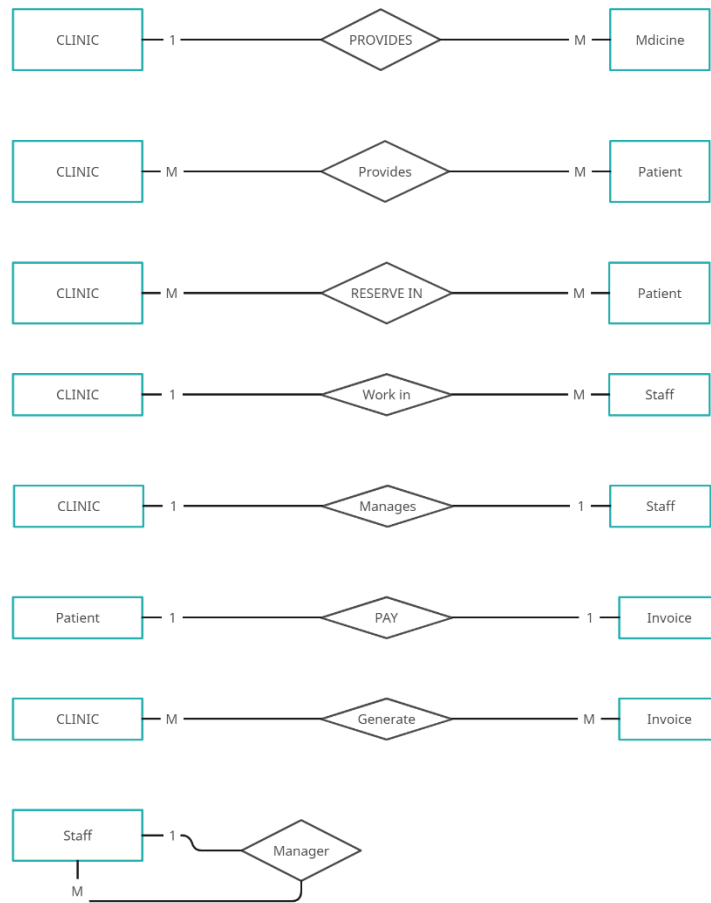 CLINIC 1 PROVIDES M Mdicine
CLINIC M Provides M Patient
CLINIC M RESERVE IN M Patient
CLINIC 1 Work in M Staff
CLINIC 1 Manages 1 Staff
Patient 1 PAY 1 Invoice
CLINIC M Generate M Invoice
Staff 1 Manager
M